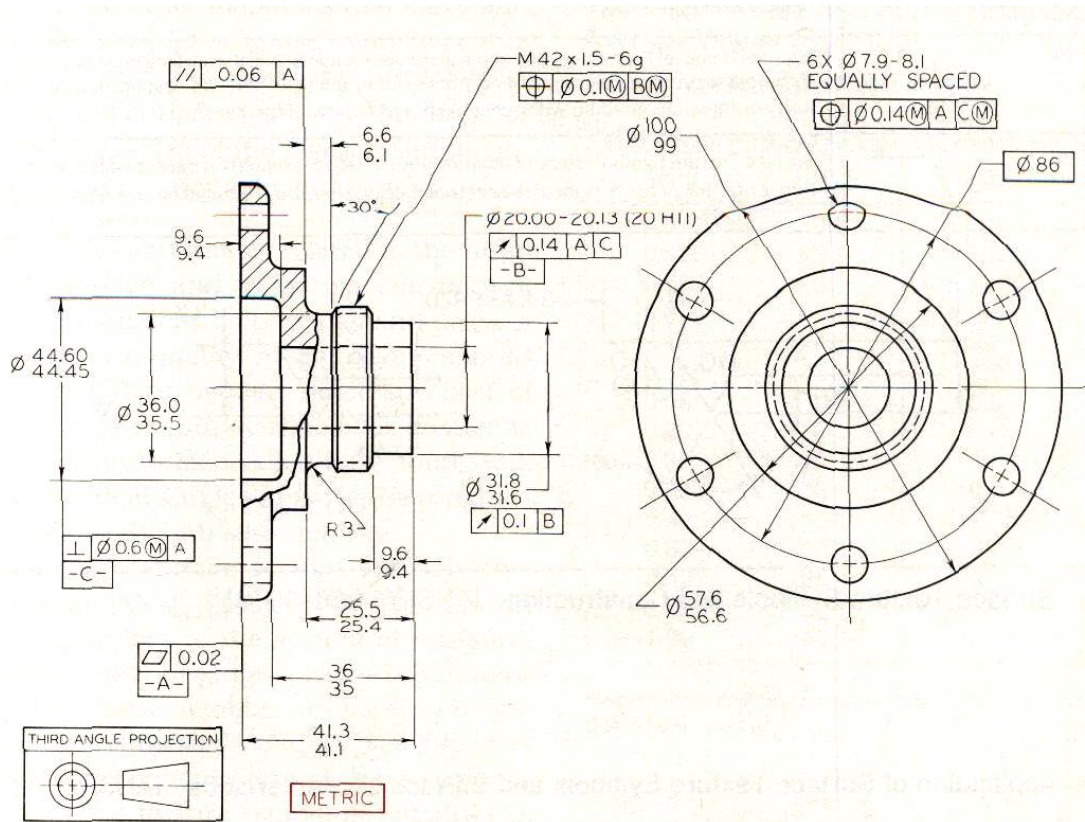 // 0.06 A
M 42 x 1.5-6g
⌖ Ø 0.1Ⓜ BⓂ
6X Ø 7.9-8.1
EQUALLY SPACED
⌖ Ø 0.14Ⓜ A CⓂ
6.6
6.1
Ø 100
99
Ø 86
30°
Ø 20.00-20.13 (20 H11)
↗ 0.14 A C
-B-
9.6
9.4
Ø 44.60
44.45
Ø 36.0
35.5
Ø 31.8
31.6
↗ 0.1 B
R3
⊥ Ø 0.6Ⓜ A
-C-
9.6
9.4
25.5
25.4
Ø 57.6
56.6
⏥ 0.02
-A-
36
35
41.3
41.1
THIRD ANGLE PROJECTION
METRIC